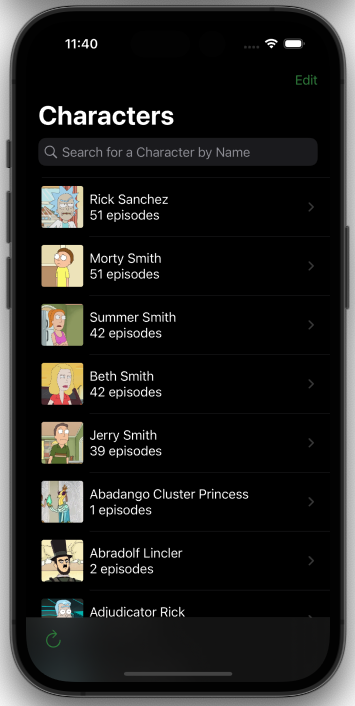 11:40
Edit
Characters
Search for a Character by Name
Rick Sanchez
51 episodes
Morty Smith
51 episodes
Summer Smith
42 episodes
Beth Smith
42 episodes
Jerry Smith
39 episodes
Abadango Cluster Princess
1 episodes
Abradolf Lincler
2 episodes
Adjudicator Rick